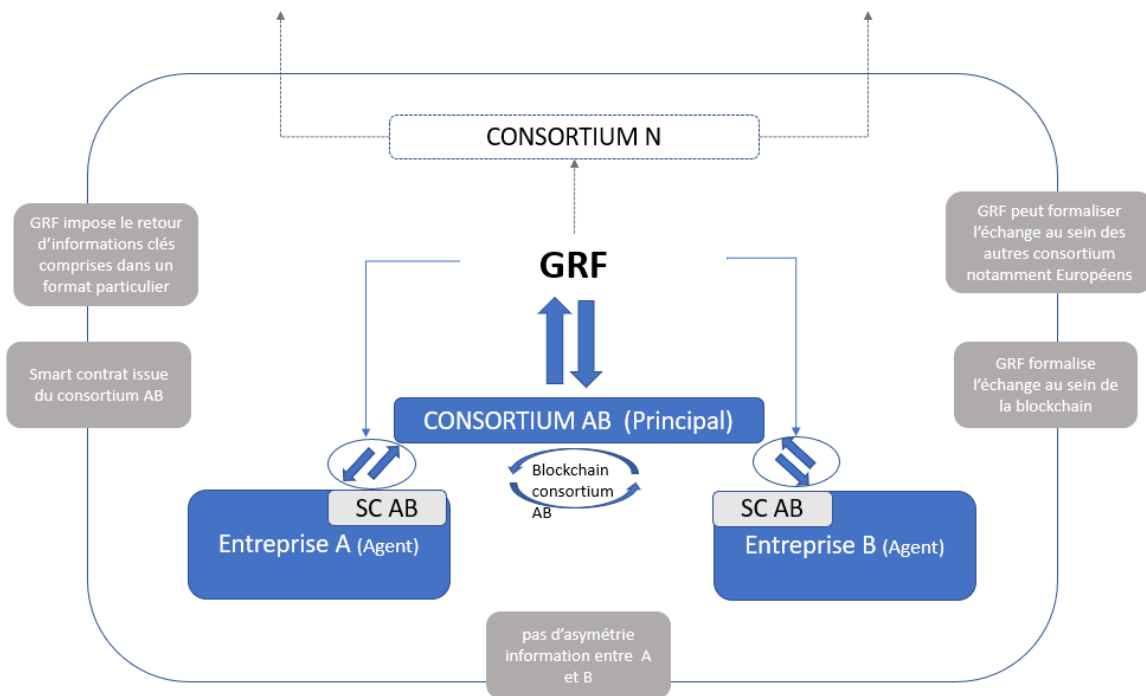 CONSORTIUM N
GRF impose le retour
d'informations clés
comprises dans un
format particulier
GRF peut formaliser
l'échange au sein des
autres consortium
notamment Européens
GRF
Smart contrat issue
du consortium AB
GRF formalise
l'échange au sein de
la blockchain
CONSORTIUM AB (Principal)
Blockchain
consortium
AB
SC AB
Entreprise A (Agent)
SC AB
Entreprise B (Agent)
pas d'asymétrie
information entre A
et B